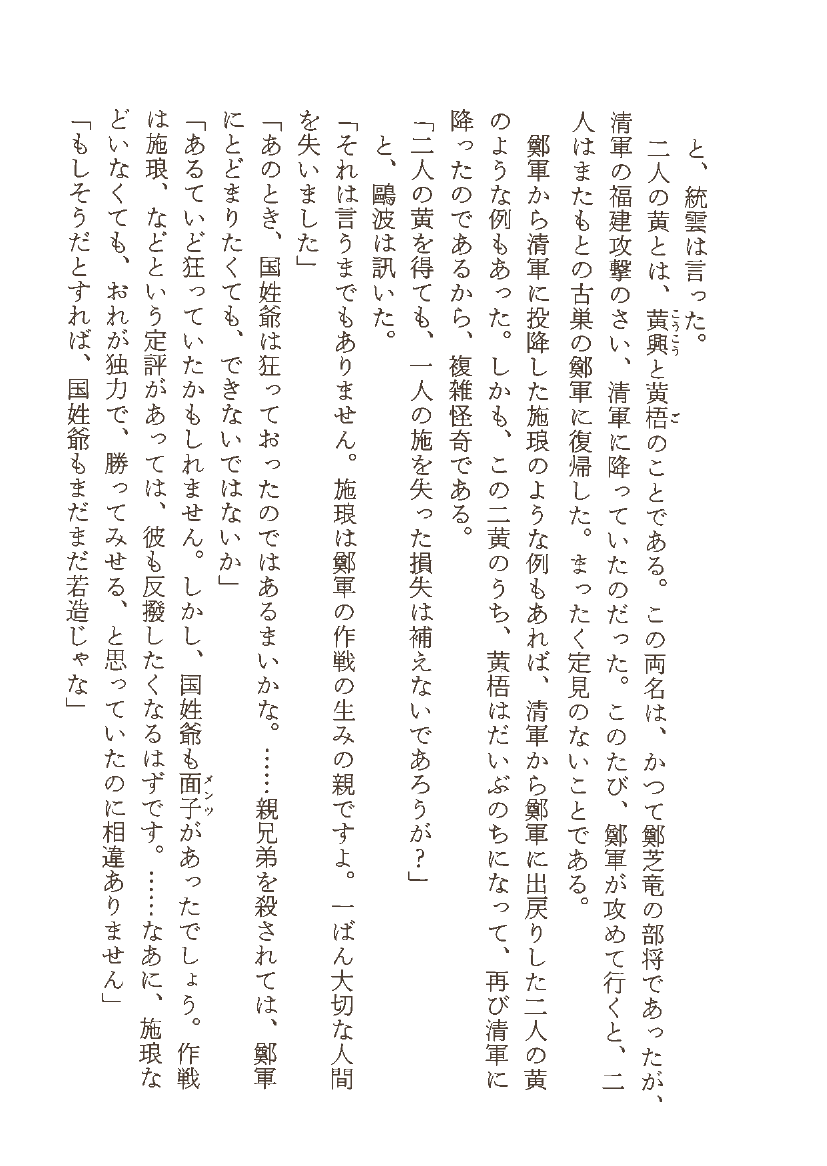 と、統雲は言った。
二人の黄とは、黄興と黄梧のことである。この両名は、かつて鄭芝竜の部将であったが、
清軍の福建攻撃のさい、清軍に降っていたのだった。このたび、鄭軍が攻めて行くと、二
人はまたもとの古巣の鄭軍に復帰した。まったく定見のないことである。
鄭軍から清軍に投降した施琅のような例もあれば、清軍から鄭軍に出戻りした二人の黄
のような例もあった。しかも、この二黄のうち、黄梧はだいぶのちになって、再び清軍に
降ったのであるから、複雑怪奇である。
「二人の黄を得ても、一人の施を失った損失は補えないであろうが?」
と、鷗波は訊いた。
「それは言うまでもありません。施琅は鄭軍の作戦の生みの親ですよ。一ばん大切な人間
を失いました」
「あのとき、国姓爺は狂っておったのではあるまいかな。……親兄弟を殺されては、鄭軍
にとどまりたくても、できないではないか」
「あるていど狂っていたかもしれません。しかし、国姓爺も面子があったでしょう。作戦
は施琅、などという定評があっては、彼も反撥したくなるはずです。……なあに、施琅な
どいなくても、おれが独力で、勝ってみせる、と思っていたのに相違ありません」
「もしそうだとすれば、国姓爺もまだまだ若造じゃな」
こうこう
ご
メンツ